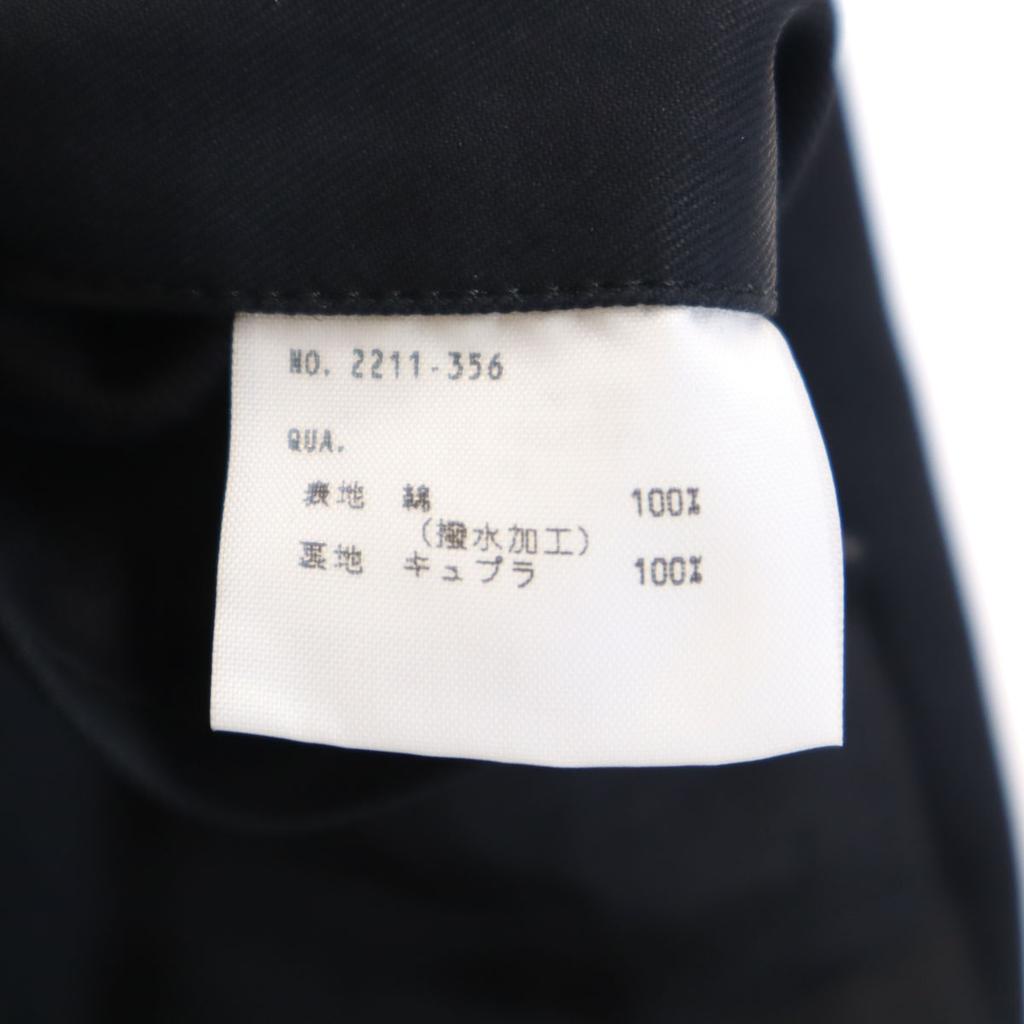 NO. 2211-356
QUA.
表地 綿 100%
(撥水加工)
裏地 キュプラ 100%